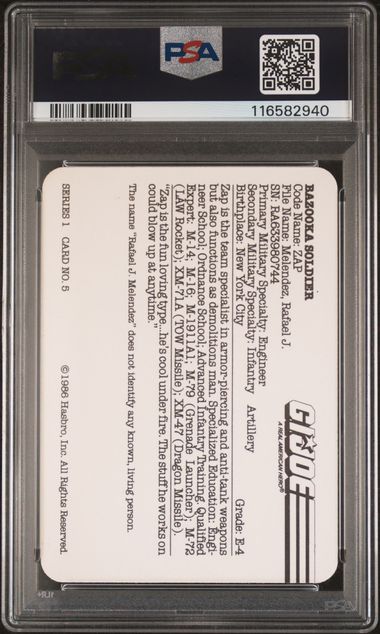 PSA
PSA
116582940
BAZOOKA SOLDIER
Code Name: ZAP
File Name: Melendez, Rafael J.
SN: RA633980744
Primary Military Specialty: Engineer
Secondary Military Specialty: Infantry Artillery
Birthplace: New York City Grade: E-4
G.I. JOE
A REAL AMERICAN HERO®
Zap is the team specialist in armor-piercing and anti-tank weapons
but also functions as demolitions man. Specialized Education: Engi-
neer School; Ordnance School; Advanced Infantry Training. Qualified
Expert: M-14; M-16; M-1911A1; M-79 (Grenade Launcher); M-72
(LAW Rocket); XM-71A (TOW Missile); XM-47 (Dragon Missile).
"Zap is the fun loving type...he's cool under fire. The stuff he works on
could blow up at anytime."
The name "Rafael J. Melendez" does not identify any known, living person.
SERIES 1 CARD NO. 5
©1986 Hasbro, Inc. All Rights Reserved.